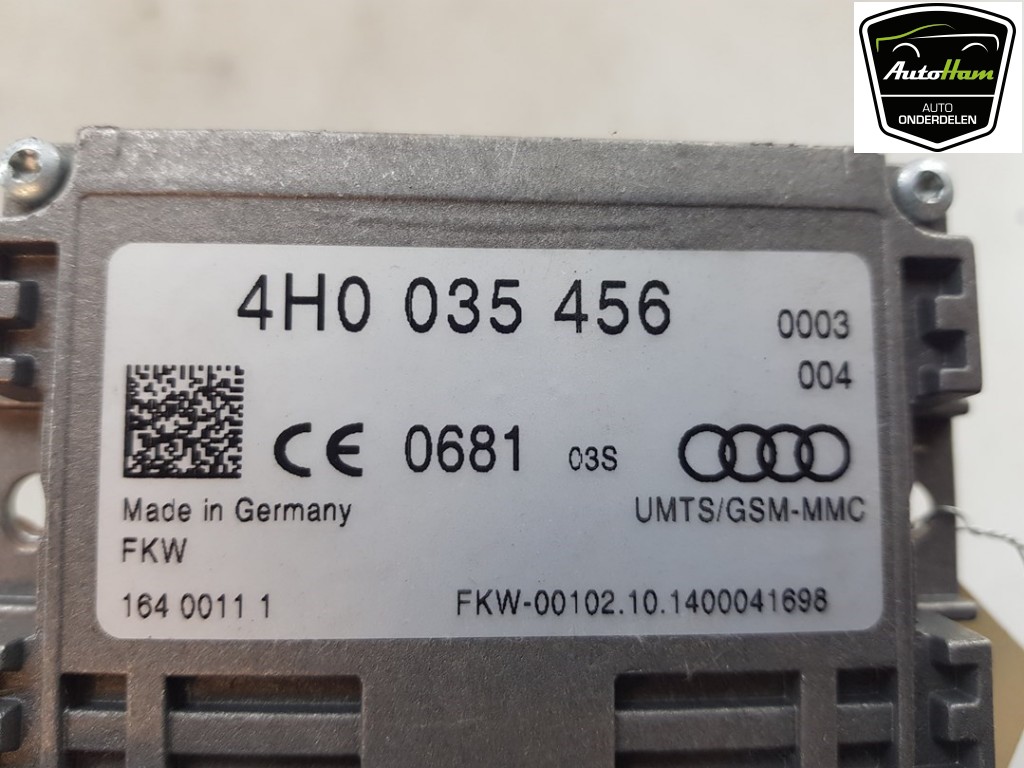 AutoHam
AUTO
ONDERDELEN
4H0 035 456
0003
004
CE 0681 03S
Made in Germany
UMTS/GSM-MMC
FKW
164 0011 1
FKW-00102.10.1400041698